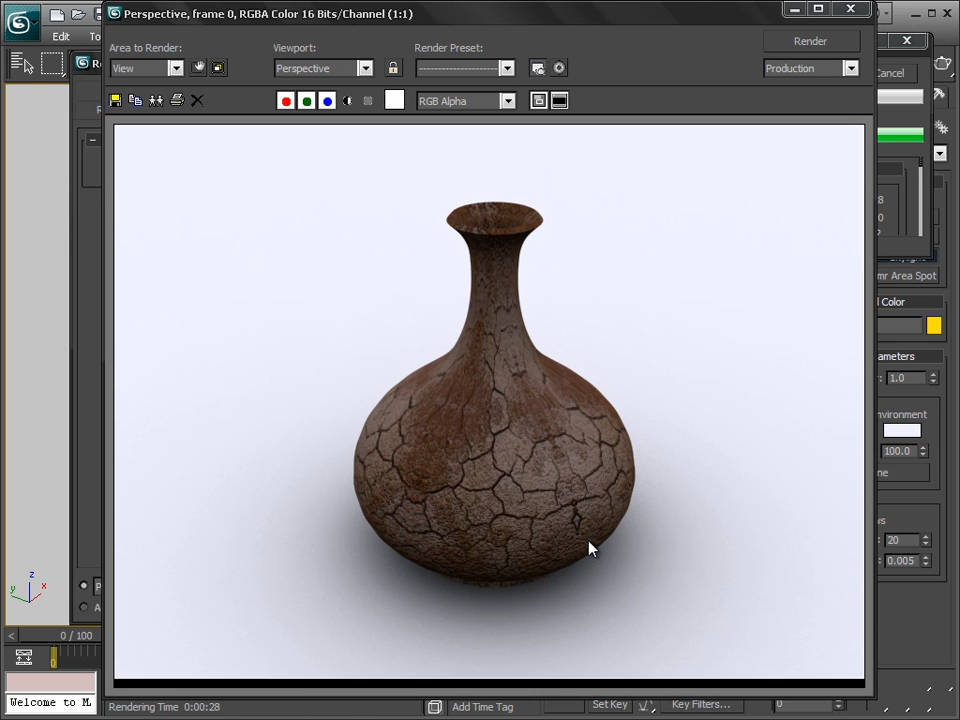 Perspective, frame 0, RGBA Color 16 Bits/Channel (1:1)
Edit
Area to Render:
Viewport:
Render Preset:
Render
View
Perspective
Production
Cancel
RGB Alpha
mr Area Spot
Color
1.0
100.0
20
0.005
z
y
x
0 / 100
0
Welcome to M
Rendering Time 0:00:28
Add Time Tag
Set Key
Key Filters...
0